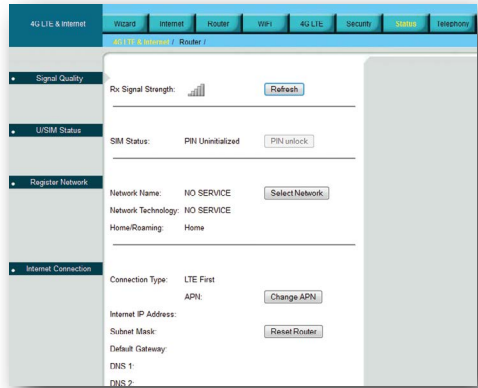 4G LTE & Internet
Wizard Internet Router WiFi 4G LTE Security Status Telephony
4G LTE & Internet / Router /
Signal Quality
Rx Signal Strength: Refresh
U/SIM Status
SIM Status: PIN Uninitialized PIN unlock
Register Network
Network Name: NO SERVICE Select Network
Network Technology: NO SERVICE
Home/Roaming: Home
Internet Connection
Connection Type: LTE First
APN: Change APN
Internet IP Address:
Subnet Mask: Reset Router
Default Gateway:
DNS 1:
DNS 2: